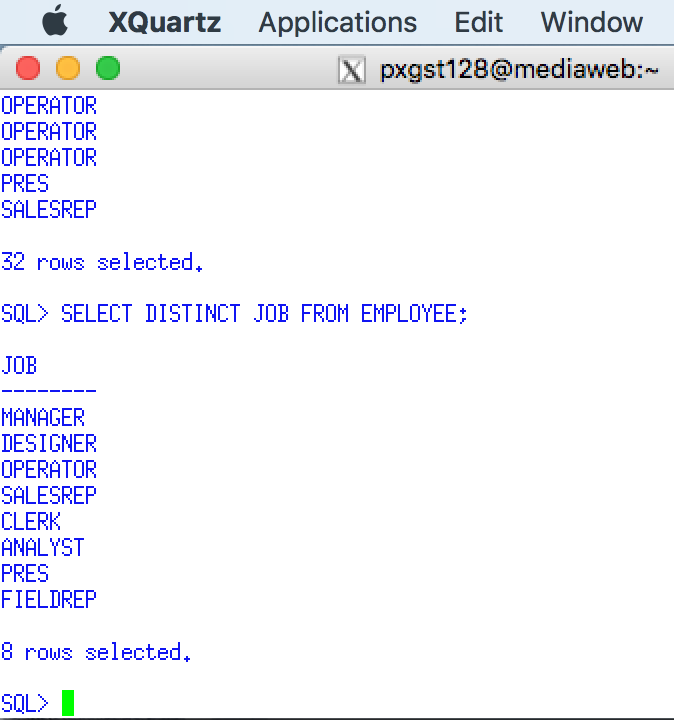 XQuartz Applications Edit Window
pxgst128@mediaweb:~
OPERATOR
OPERATOR
OPERATOR
PRES
SALESREP
32 rows selected.
SQL> SELECT DISTINCT JOB FROM EMPLOYEE;
JOB
--------
MANAGER
DESIGNER
OPERATOR
SALESREP
CLERK
ANALYST
PRES
FIELDREP
8 rows selected.
SQL>